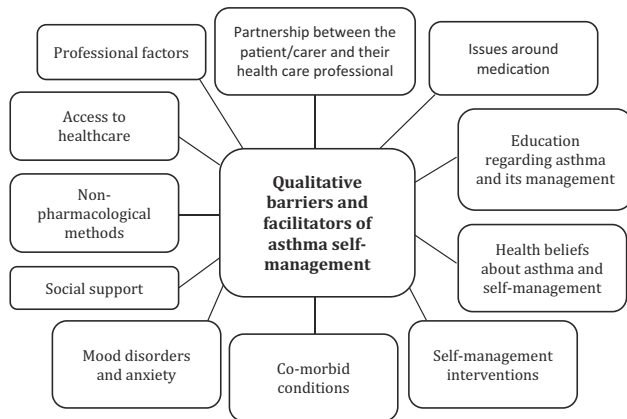 Professional factors
Partnership between the
patient/carer and their
health care professional
Issues around
medication
Access to
healthcare
Education
regarding asthma
and its management
Non-
pharmacological
methods
Qualitative
barriers and
facilitators of
asthma self-
management
Health beliefs
about asthma and
self-management
Social support
Mood disorders
and anxiety
Co-morbid
conditions
Self-management
interventions